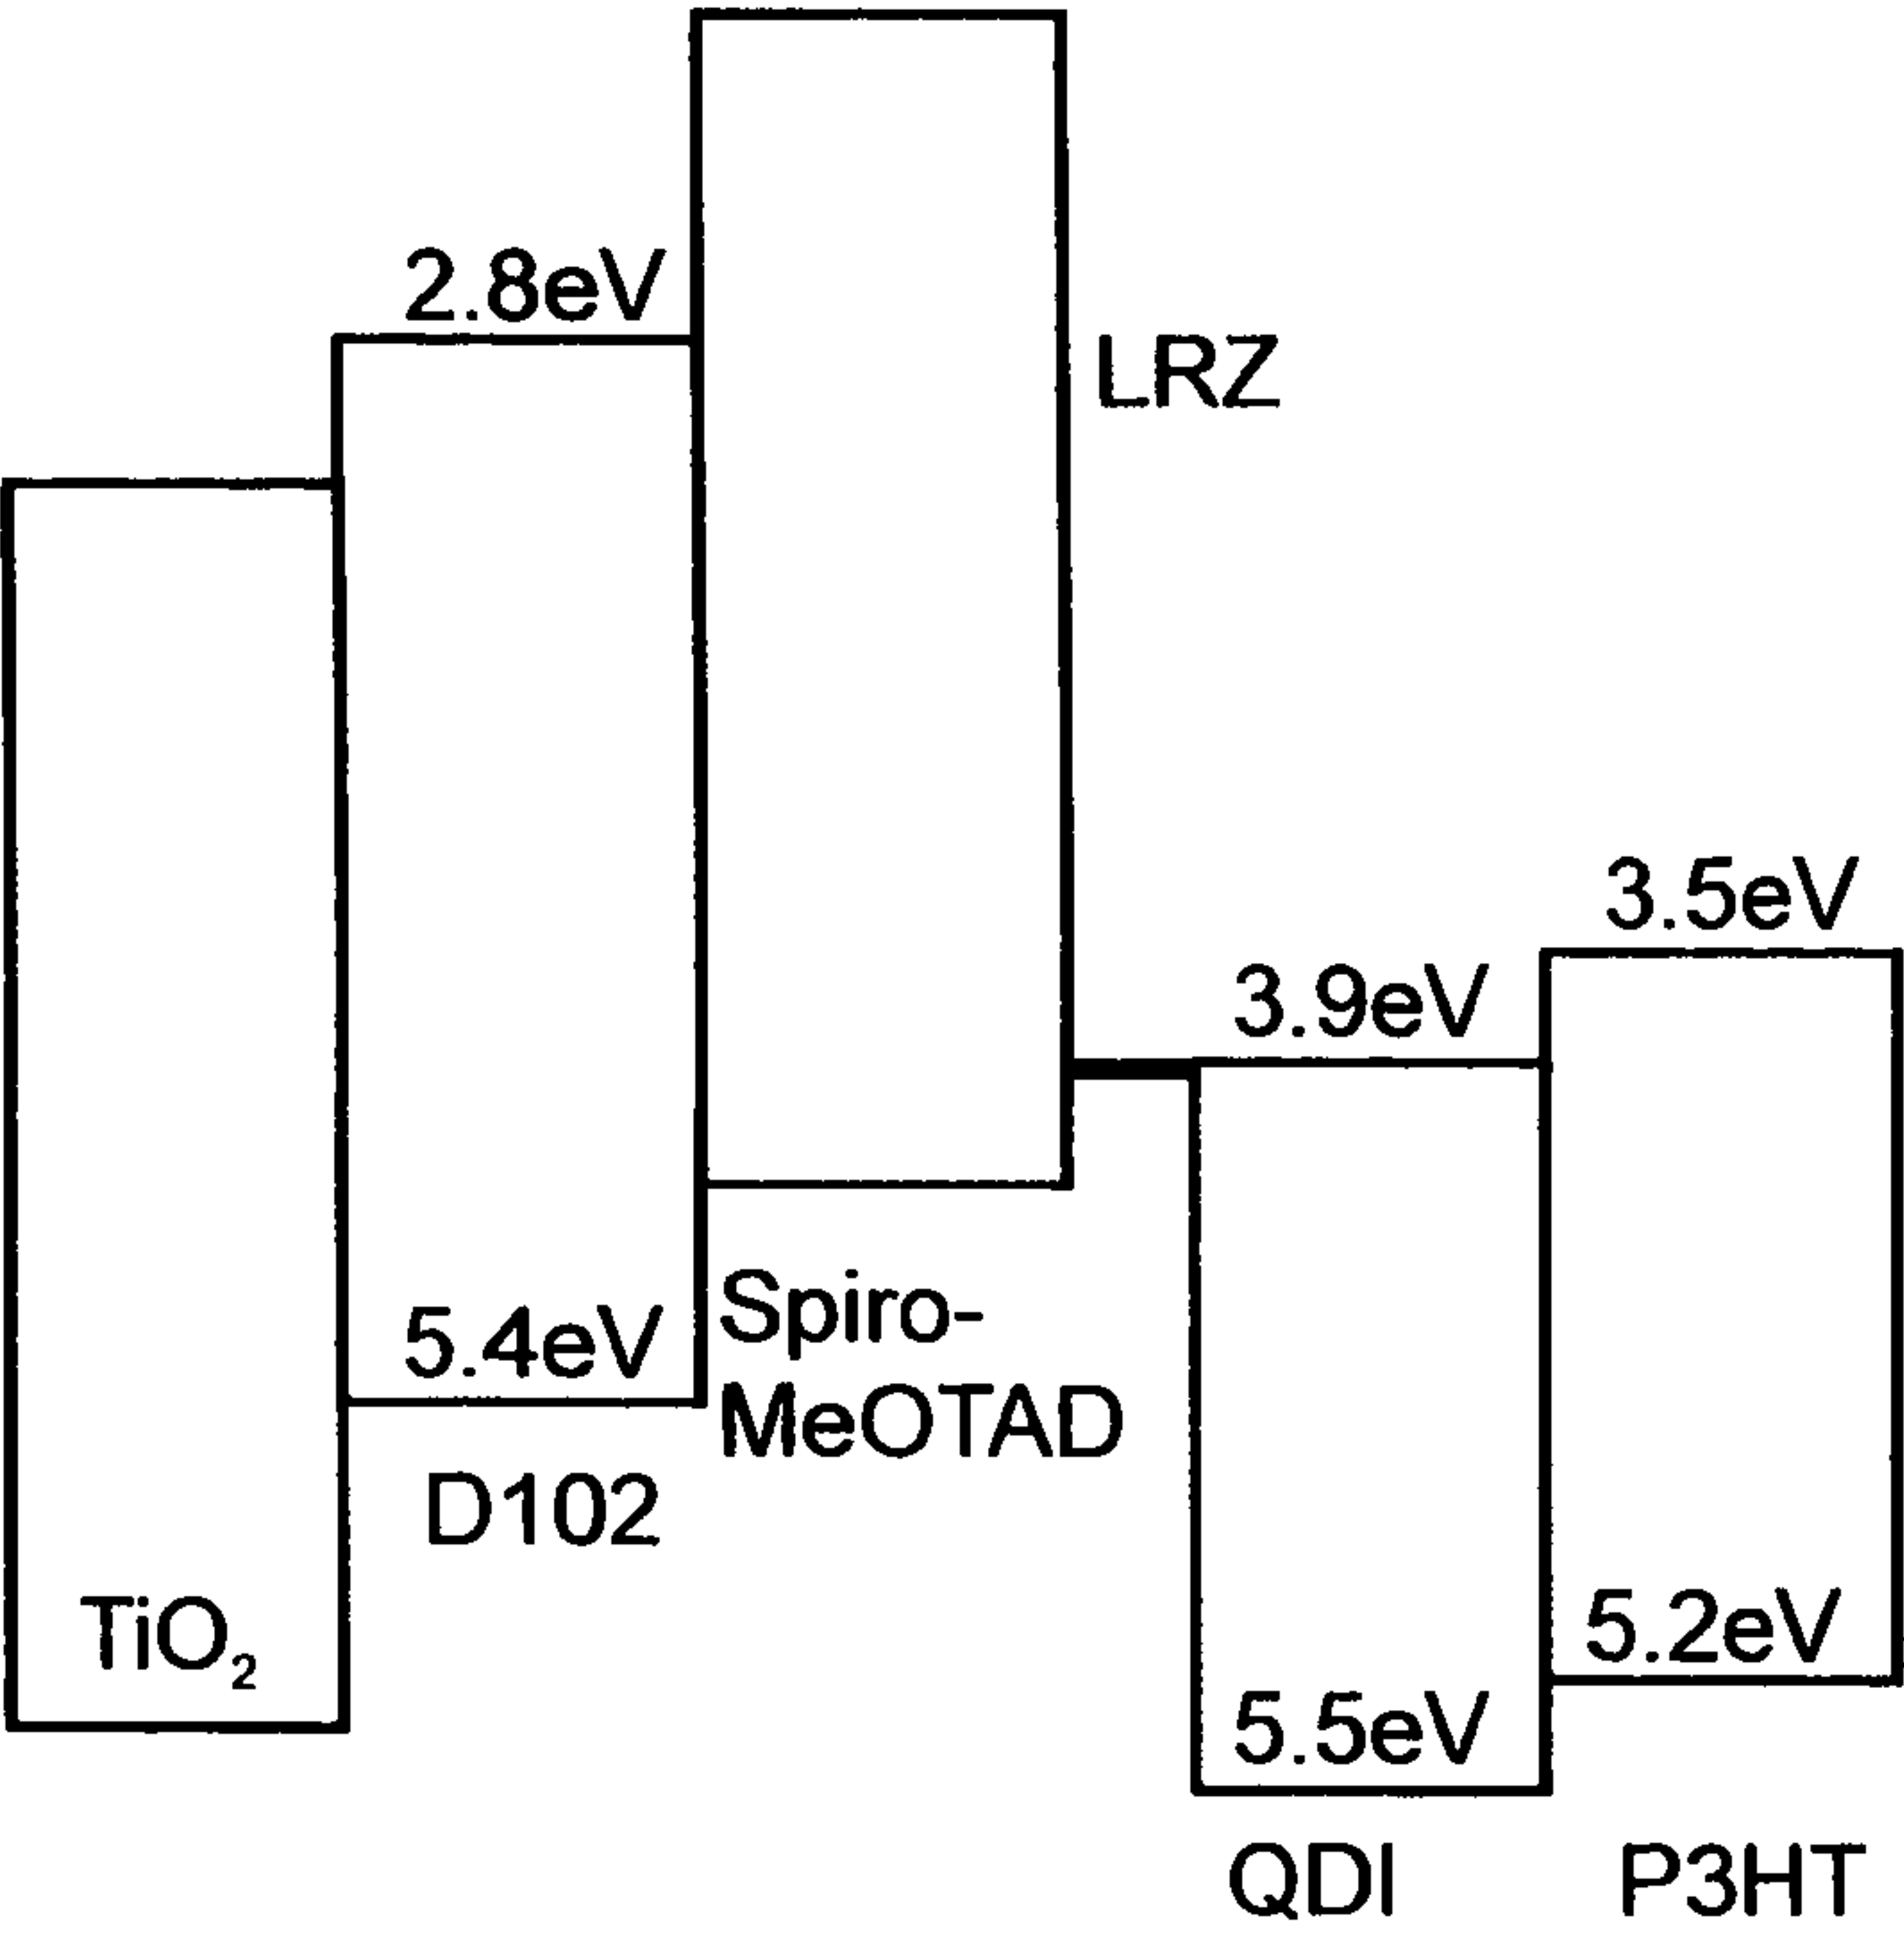 2.8eV
LRZ
3.5eV
3.9eV
5.4eV
Spiro-
MeOTAD
D102
TiO₂
5.2eV
5.5eV
QDI
P3HT